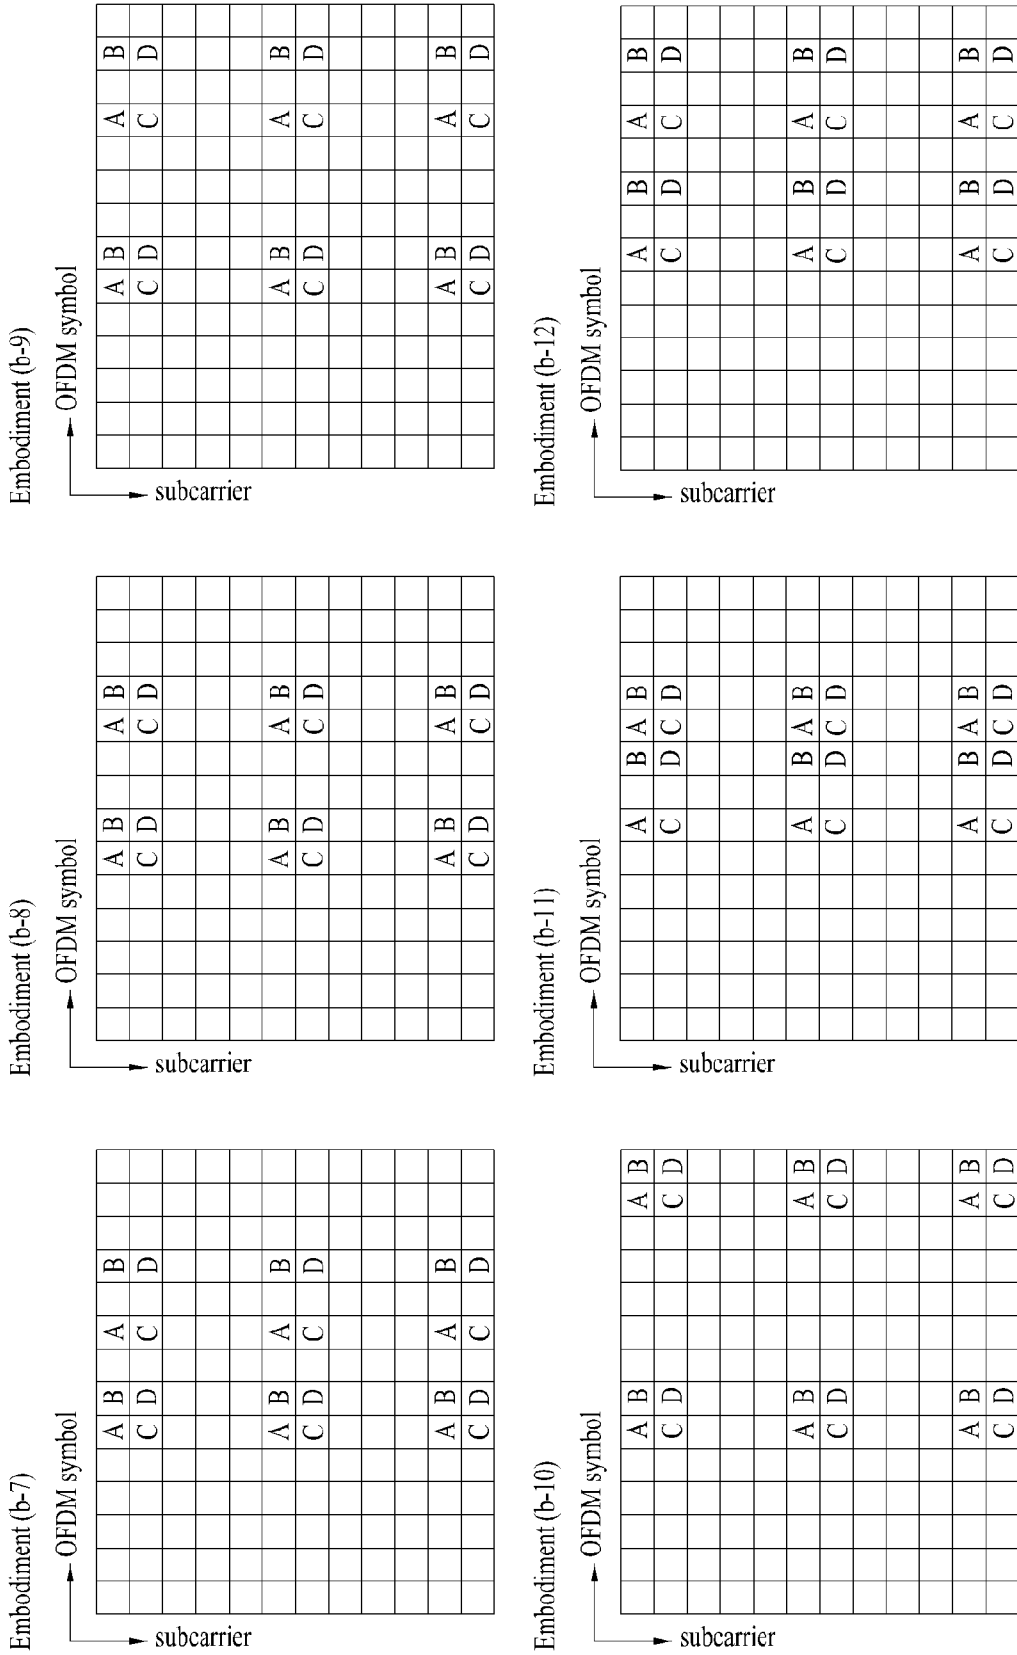 Embodiment (b-7)
OFDM symbol
subcarrier
A B A B
C D C D
A B A B
C D C D
A B A B
C D C D
Embodiment (b-8)
OFDM symbol
subcarrier
A B A B
C D C D
A B A B
C D C D
A B A B
C D C D
Embodiment (b-9)
OFDM symbol
subcarrier
A B A B
C D C D
A B A B
C D C D
A B A B
C D C D
Embodiment (b-10)
OFDM symbol
subcarrier
A B A B
C D C D
A B A B
C D C D
A B A B
C D C D
Embodiment (b-11)
OFDM symbol
subcarrier
A B A B
C D C D
A B A B
C D C D
A B A B
C D C D
Embodiment (b-12)
OFDM symbol
subcarrier
A B A B
C D C D
A B A B
C D C D
A B A B
C D C D